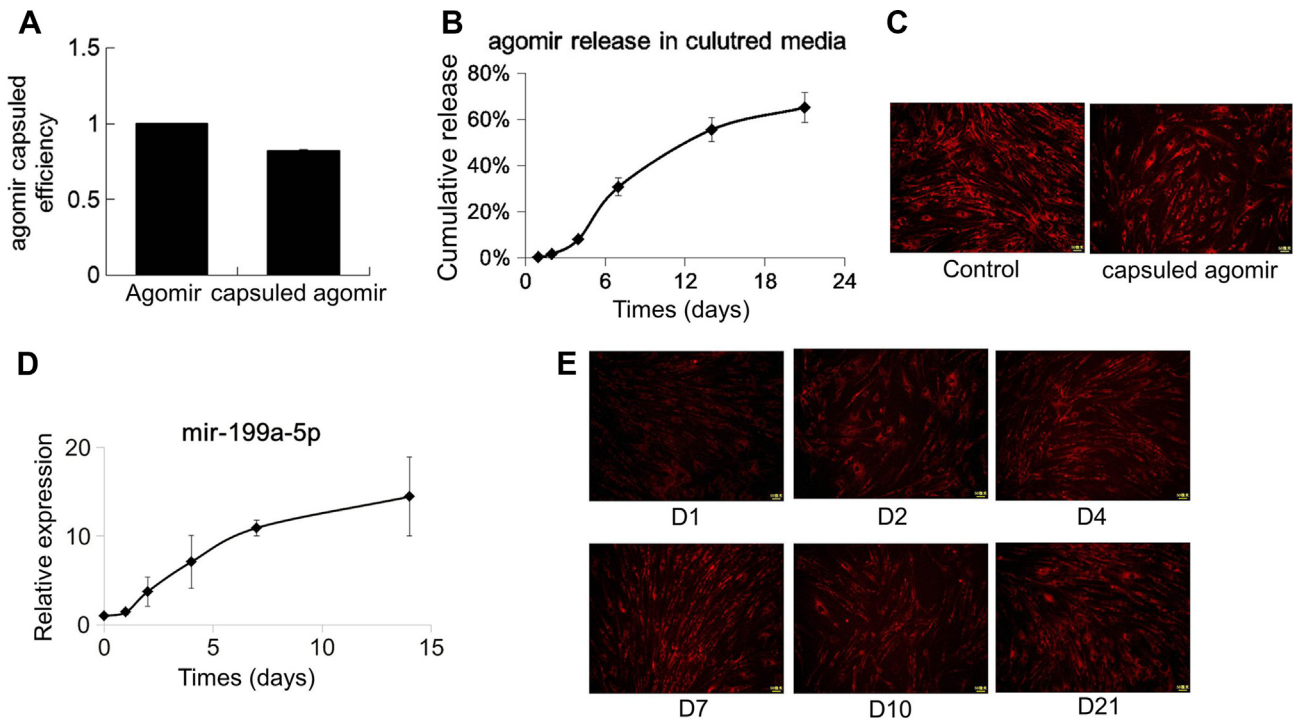 A
agomir capsuled
efficiency
1.5
1
0.5
0
Agomir
capsuled agomir
B
agomir release in culutred media
Cumulative release
80%
60%
40%
20%
0%
0
6
12
18
24
Times (days)
C
Control
capsuled agomir
D
mir-199a-5p
Relative expression
20
10
0
0
5
10
15
Times (days)
E
D1
D2
D4
D7
D10
D21